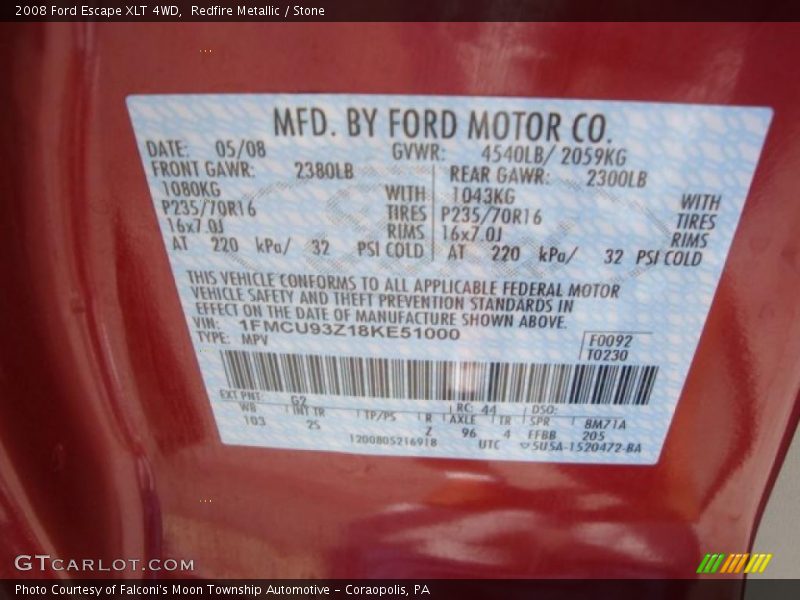 2008 Ford Escape XLT 4WD, Redfire Metallic / Stone
MFD. BY FORD MOTOR CO.
DATE: 05/08 GVWR: 4540LB/ 2059KG
FRONT GAWR: 2380LB REAR GAWR: 2300LB
1080KG WITH 1043KG WITH
P235/70R16 TIRES P235/70R16 TIRES
16x7.0J RIMS 16x7.0J RIMS
AT 220 kPa/ 32 PSI COLD AT 220 kPa/ 32 PSI COLD
THIS VEHICLE CONFORMS TO ALL APPLICABLE FEDERAL MOTOR
VEHICLE SAFETY AND THEFT PREVENTION STANDARDS IN
EFFECT ON THE DATE OF MANUFACTURE SHOWN ABOVE.
VIN: 1FMCU93Z18KE51000
TYPE: MPV
F0092
T0230
EXT PNT: G2 RC: 44 DSO:
WB INT TR TP/PS R AXLE TR SPR 8M71A
103 2S Z 96 4 FFBB 205
1200805216918 UTC 5U5A-1520472-BA
GTCARLOT.COM
Photo Courtesy of Falconi's Moon Township Automotive - Coraopolis, PA